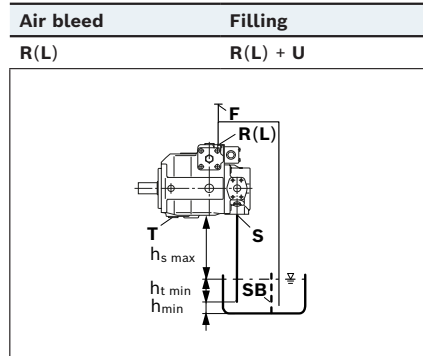 Air bleed Filling
R(L) R(L) + U
F
R(L)
T S
hs max
ht min SB
hmin